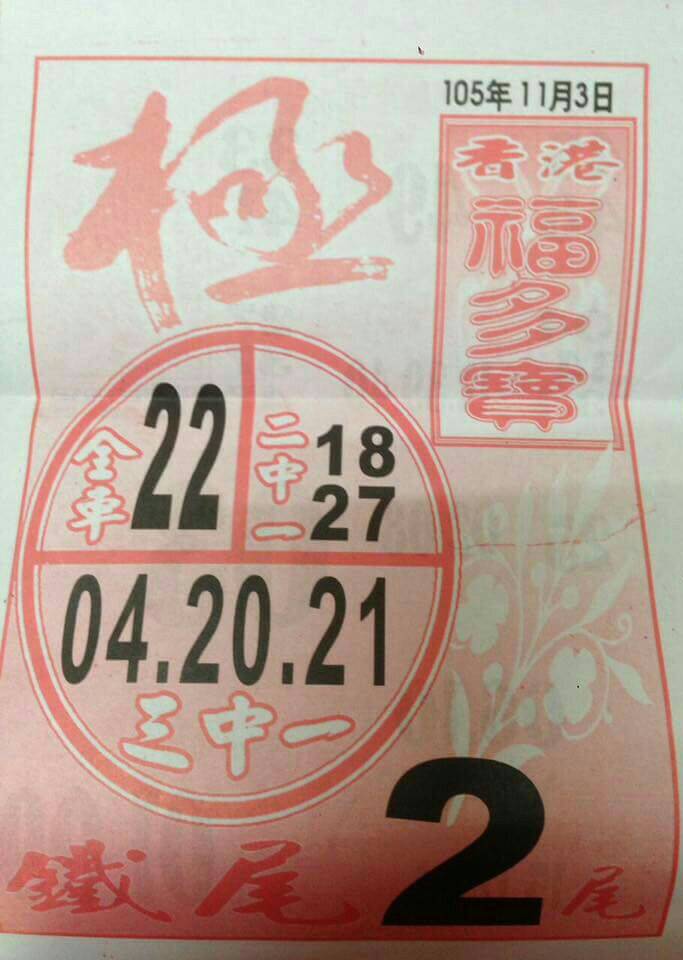 105年11月3日
極
香港
福多寶
全車
22
二中一
18
27
04.20.21
三中一
鐵尾
2
尾